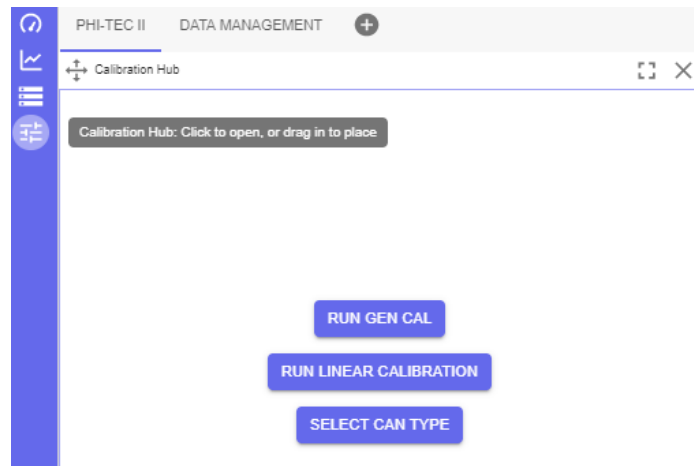 PHI-TEC II DATA MANAGEMENT
Calibration Hub
Calibration Hub: Click to open, or drag in to place
RUN GEN CAL
RUN LINEAR CALIBRATION
SELECT CAN TYPE